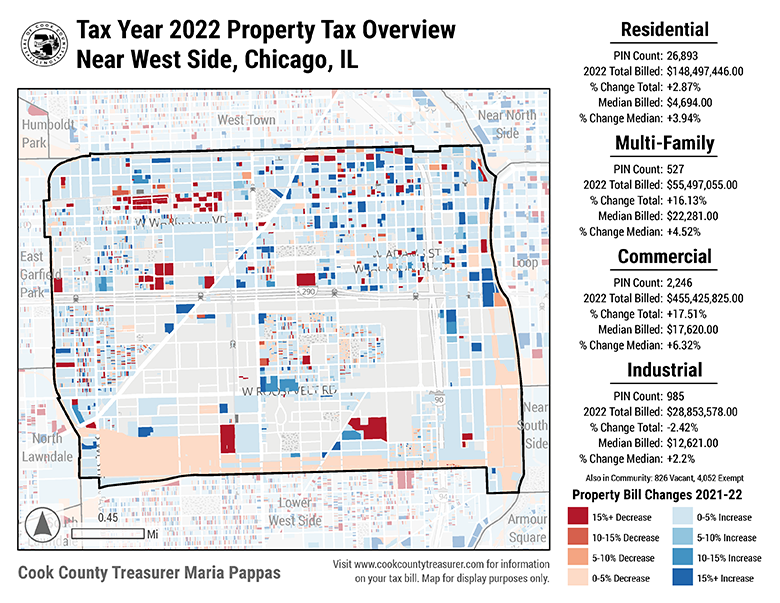 Tax Year 2022 Property Tax Overview
Near West Side, Chicago, IL
Humboldt
Park
West Town
Near North
Side
East
Garfield
Park
Loop
290
90
North
Lawndale
Near
South
Side
Lower
West Side
Armour
Square
0.45
Mi
Cook County Treasurer Maria Pappas
Visit www.cookcountytreasurer.com for information
on your tax bill. Map for display purposes only.
Residential
PIN Count: 26,893
2022 Total Billed: $148,497,446.00
% Change Total: +2.87%
Median Billed: $4,694.00
% Change Median: +3.94%
Multi-Family
PIN Count: 527
2022 Total Billed: $55,497,055.00
% Change Total: +16.13%
Median Billed: $22,281.00
% Change Median: +4.52%
Commercial
PIN Count: 2,246
2022 Total Billed: $455,425,825.00
% Change Total: +17.51%
Median Billed: $17,620.00
% Change Median: +6.32%
Industrial
PIN Count: 985
2022 Total Billed: $28,853,578.00
% Change Total: -2.42%
Median Billed: $12,621.00
% Change Median: +2.2%
Also in Community: 826 Vacant, 4,052 Exempt
Property Bill Changes 2021-22
15%+ Decrease
10-15% Decrease
5-10% Decrease
0-5% Decrease
0-5% Increase
5-10% Increase
10-15% Increase
15%+ Increase